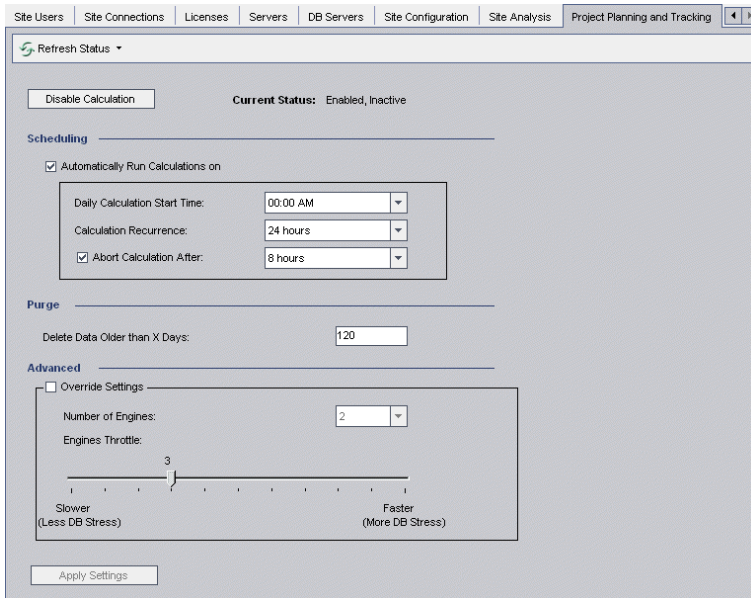 Site Users Site Connections Licenses Servers DB Servers Site Configuration Site Analysis Project Planning and Tracking
Refresh Status
Disable Calculation Current Status: Enabled, Inactive
Scheduling
Automatically Run Calculations on
Daily Calculation Start Time: 00:00 AM
Calculation Recurrence: 24 hours
Abort Calculation After: 8 hours
Purge
Delete Data Older than X Days: 120
Advanced
Override Settings
Number of Engines: 2
Engines Throttle:
3
Slower Faster
(Less DB Stress) (More DB Stress)
Apply Settings